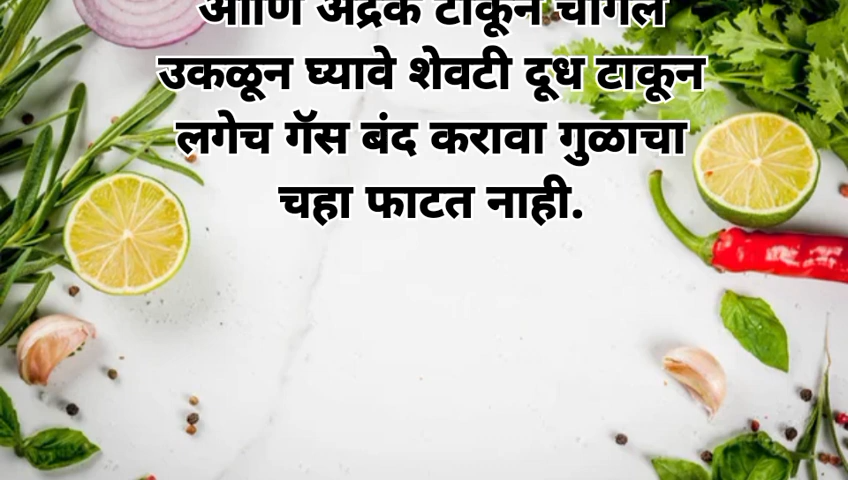 आणि अद्रक टाकून चांगले
उकळून घ्यावे शेवटी दूध टाकून
लगेच गॅस बंद करावा गुळाचा
चहा फाटत नाही.